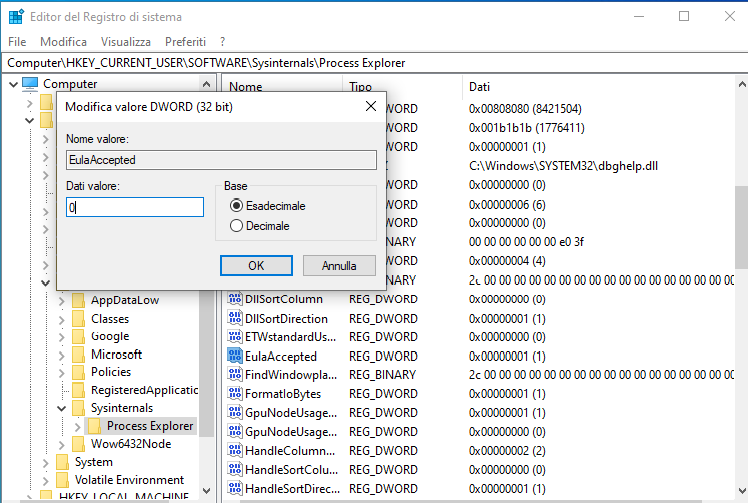 Editor del Registro di sistema
File Modifica Visualizza Preferiti ?
Computer\HKEY_CURRENT_USER\SOFTWARE\Sysinternals\Process Explorer
Computer
Nome Tipo Dati
Modifica valore DWORD (32 bit)
Nome valore:
EulaAccepted
Dati valore:
0
Base
Esadecimale
Decimale
OK Annulla
DWORD 0x00808080 (8421504)
DWORD 0x001b1b1b (1776411)
DWORD 0x00000001 (1)
C:\Windows\SYSTEM32\dbghelp.dll
DWORD 0x00000000 (0)
DWORD 0x00000006 (6)
DWORD 0x00000000 (0)
NARY 00 00 00 00 00 00 e0 3f
DWORD 0x00000004 (4)
NARY 2c 00 00 00 00 00 00 00 00 00 00 00 00 00 00 00
AppDataLow
Classes
Google
Microsoft
Policies
RegisteredApplicatic
Sysinternals
Process Explorer
Wow6432Node
System
Volatile Environment
HKEY_LOCAL_MACHINE
DllSortColumn REG_DWORD 0x00000000 (0)
DllSortDirection REG_DWORD 0x00000001 (1)
ETWstandardUs... REG_DWORD 0x00000000 (0)
EulaAccepted REG_DWORD 0x00000001 (1)
FindWindowpla... REG_BINARY 2c 00 00 00 00 00 00 00 00 00 00 00 00 00 00 00
FormatIoBytes REG_DWORD 0x00000001 (1)
GpuNodeUsage... REG_DWORD 0x00000001 (1)
GpuNodeUsage... REG_DWORD 0x00000000 (0)
HandleColumn... REG_DWORD 0x00000002 (2)
HandleSortColu... REG_DWORD 0x00000000 (0)
HandleSortDirec... REG_DWORD 0x00000001 (1)